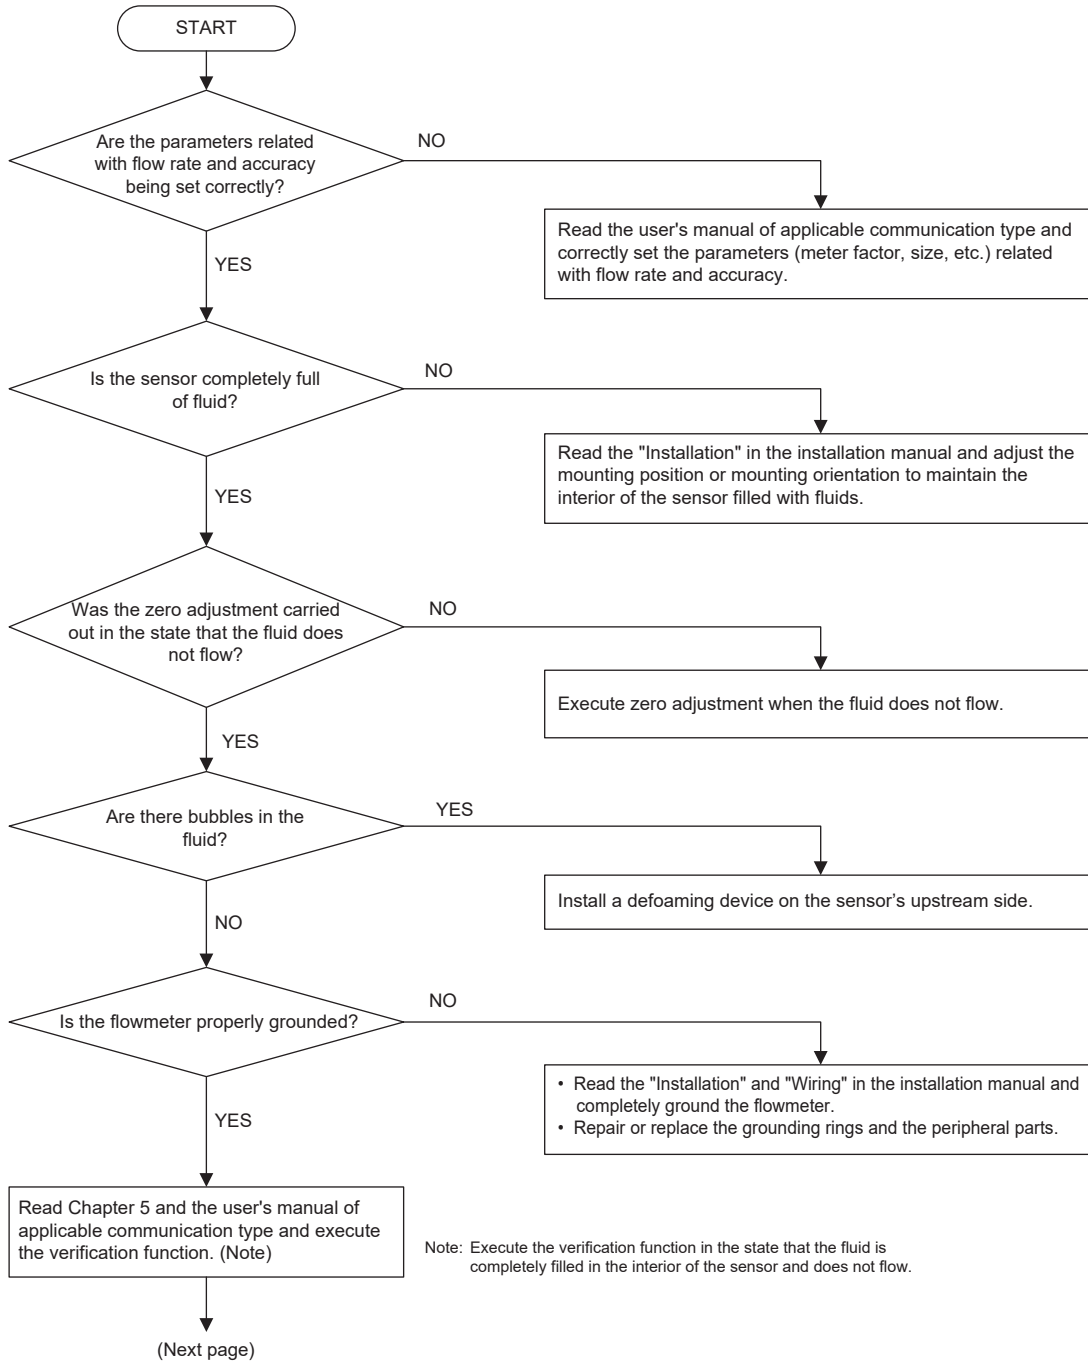 START
Are the parameters related
with flow rate and accuracy
being set correctly?
NO
Read the user's manual of applicable communication type and
correctly set the parameters (meter factor, size, etc.) related
with flow rate and accuracy.
YES
Is the sensor completely full
of fluid?
NO
Read the "Installation" in the installation manual and adjust the
mounting position or mounting orientation to maintain the
interior of the sensor filled with fluids.
YES
Was the zero adjustment carried
out in the state that the fluid does
not flow?
NO
Execute zero adjustment when the fluid does not flow.
YES
Are there bubbles in the
fluid?
YES
Install a defoaming device on the sensor’s upstream side.
NO
Is the flowmeter properly grounded?
NO
• Read the "Installation" and "Wiring" in the installation manual and
completely ground the flowmeter.
• Repair or replace the grounding rings and the peripheral parts.
YES
Read Chapter 5 and the user's manual of
applicable communication type and execute
the verification function. (Note)
Note: Execute the verification function in the state that the fluid is
completely filled in the interior of the sensor and does not flow.
(Next page)